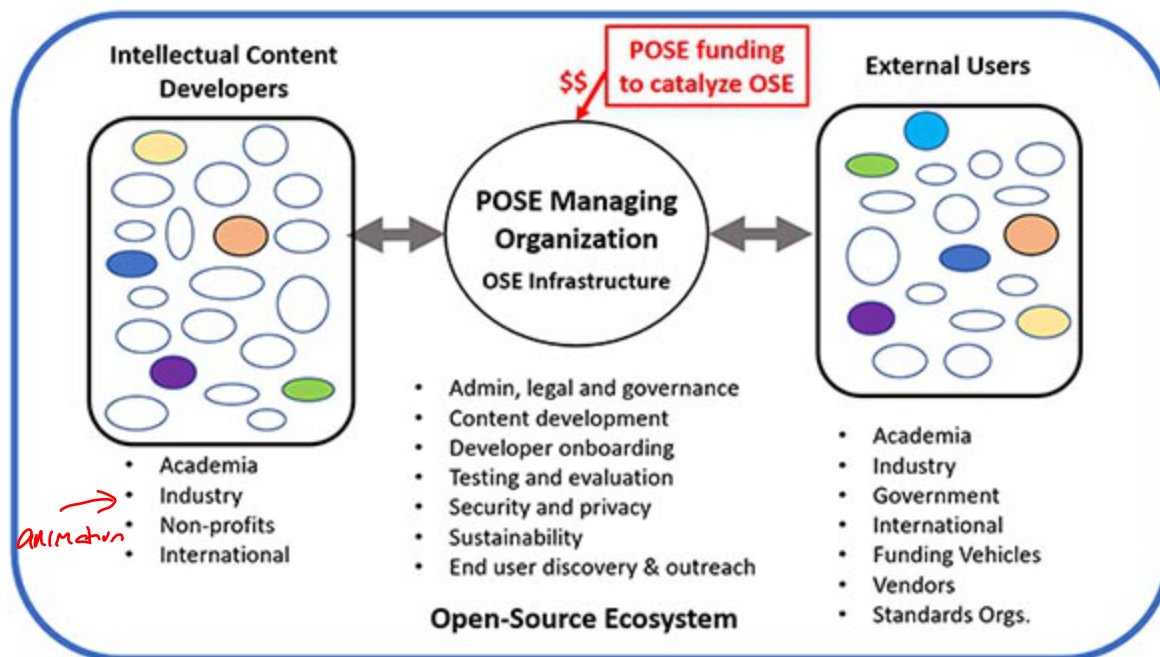 Intellectual Content
Developers
$$
POSE funding
to catalyze OSE
External Users
POSE Managing
Organization
OSE Infrastructure
• Academia
• Industry
• Non-profits
• International
animation
• Admin, legal and governance
• Content development
• Developer onboarding
• Testing and evaluation
• Security and privacy
• Sustainability
• End user discovery & outreach
• Academia
• Industry
• Government
• International
• Funding Vehicles
• Vendors
• Standards Orgs.
Open-Source Ecosystem